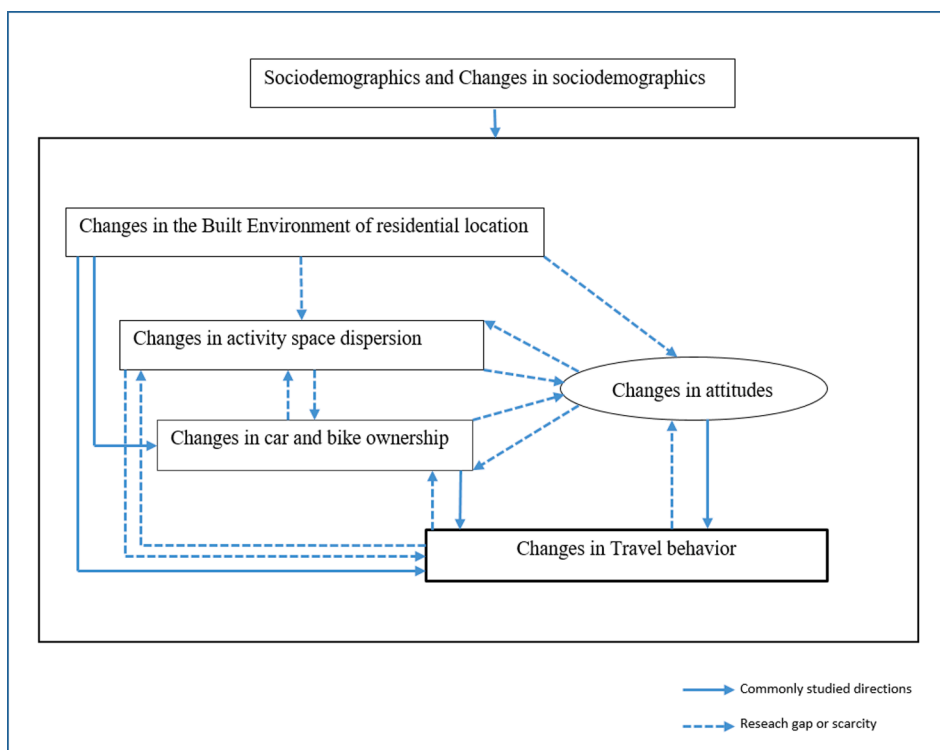 Sociodemographics and Changes in sociodemographics
Changes in the Built Environment of residential location
Changes in activity space dispersion
Changes in attitudes
Changes in car and bike ownership
Changes in Travel behavior
Commonly studied directions
Reseach gap or scarcity